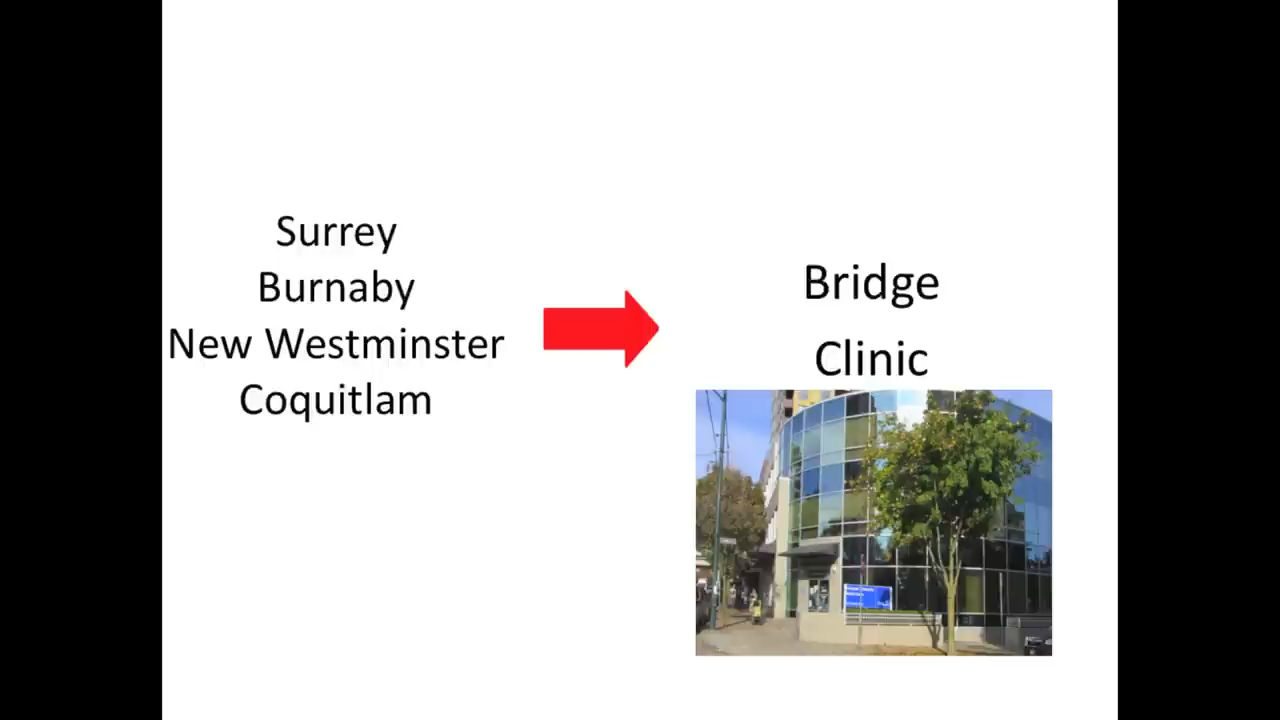 Surrey
Burnaby
New Westminster
Coquitlam
Bridge
Clinic